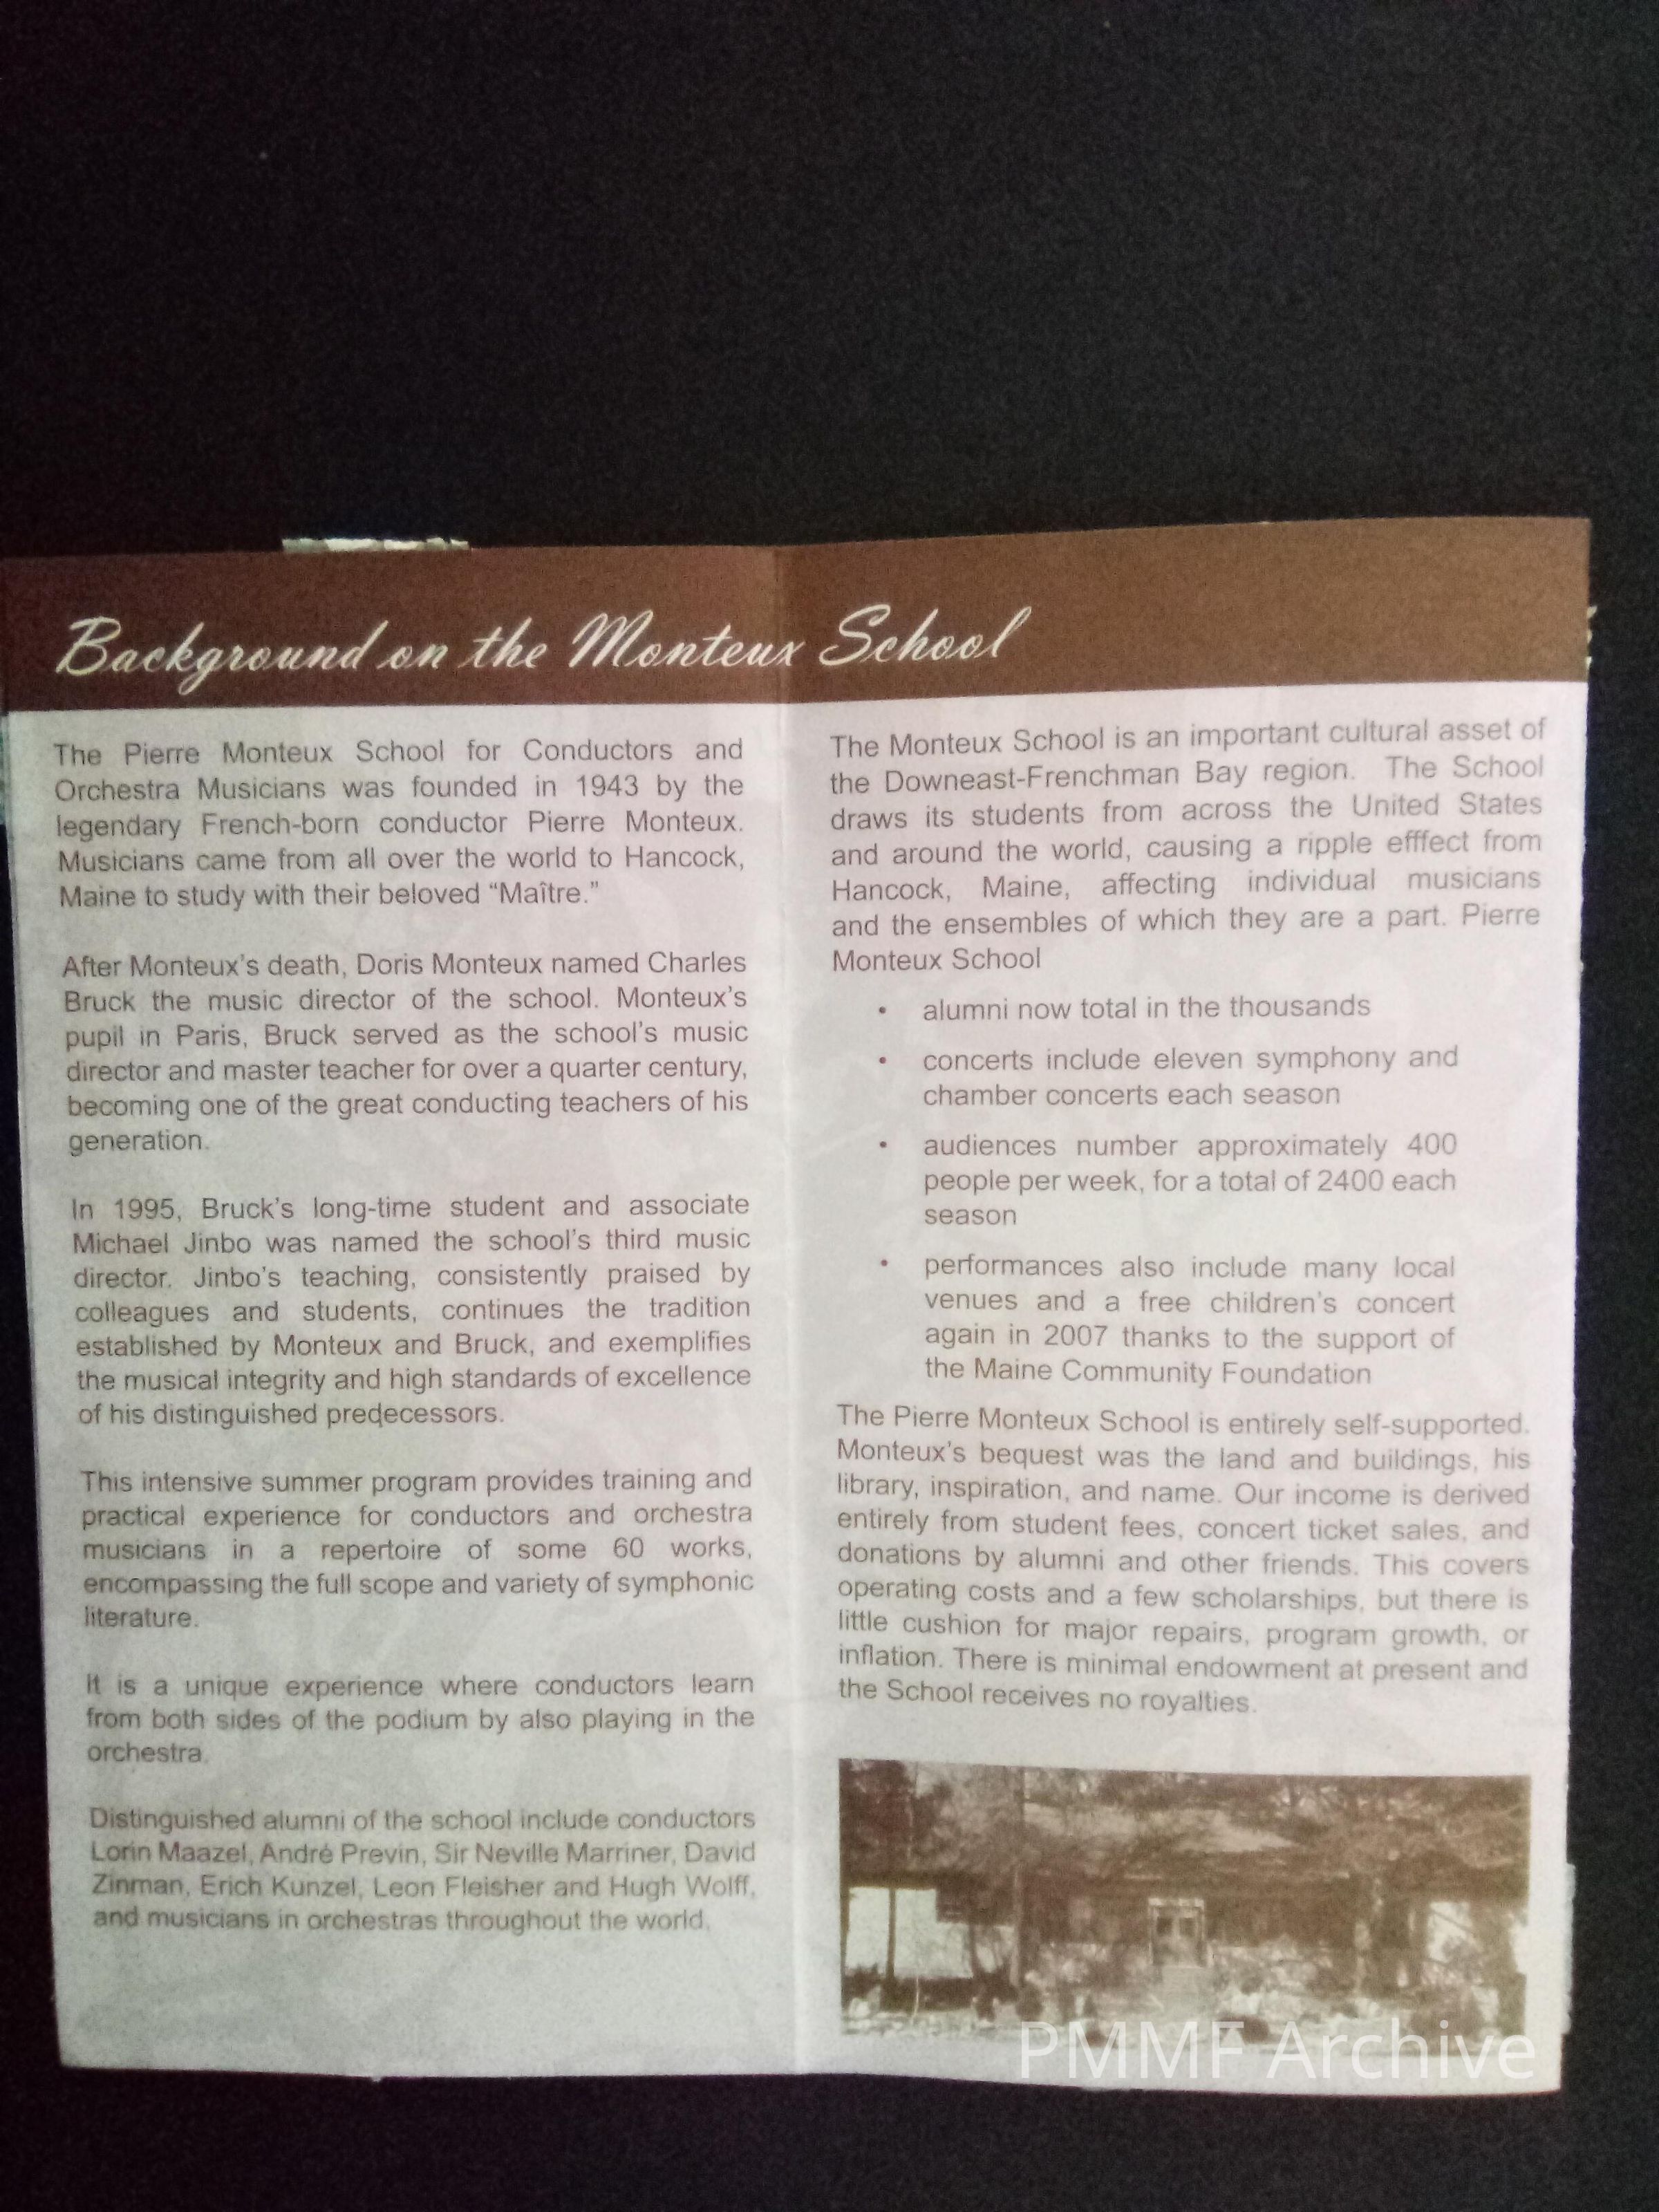 Background on the Monteux School
The Pierre Monteux School for Conductors and
Orchestra Musicians was founded in 1943 by the
legendary French-born conductor Pierre Monteux.
Musicians came from all over the world to Hancock,
Maine to study with their beloved “Maître.”
After Monteux’s death, Doris Monteux named Charles
Bruck the music director of the school. Monteux’s
pupil in Paris, Bruck served as the school’s music
director and master teacher for over a quarter century,
becoming one of the great conducting teachers of his
generation.
In 1995, Bruck’s long-time student and associate
Michael Jinbo was named the school’s third music
director. Jinbo’s teaching, consistently praised by
colleagues and students, continues the tradition
established by Monteux and Bruck, and exemplifies
the musical integrity and high standards of excellence
of his distinguished predecessors.
This intensive summer program provides training and
practical experience for conductors and orchestra
musicians in a repertoire of some 60 works,
encompassing the full scope and variety of symphonic
literature.
It is a unique experience where conductors learn
from both sides of the podium by also playing in the
orchestra.
Distinguished alumni of the school include conductors
Lorin Maazel, André Previn, Sir Neville Marriner, David
Zinman, Erich Kunzel, Leon Fleisher and Hugh Wolff,
and musicians in orchestras throughout the world.
The Monteux School is an important cultural asset of
the Downeast-Frenchman Bay region. The School
draws its students from across the United States
and around the world, causing a ripple efffect from
Hancock, Maine, affecting individual musicians
and the ensembles of which they are a part. Pierre
Monteux School
• alumni now total in the thousands
• concerts include eleven symphony and
chamber concerts each season
• audiences number approximately 400
people per week, for a total of 2400 each
season
• performances also include many local
venues and a free children’s concert
again in 2007 thanks to the support of
the Maine Community Foundation
The Pierre Monteux School is entirely self-supported.
Monteux’s bequest was the land and buildings, his
library, inspiration, and name. Our income is derived
entirely from student fees, concert ticket sales, and
donations by alumni and other friends. This covers
operating costs and a few scholarships, but there is
little cushion for major repairs, program growth, or
inflation. There is minimal endowment at present and
the School receives no royalties.
PMMF Archive